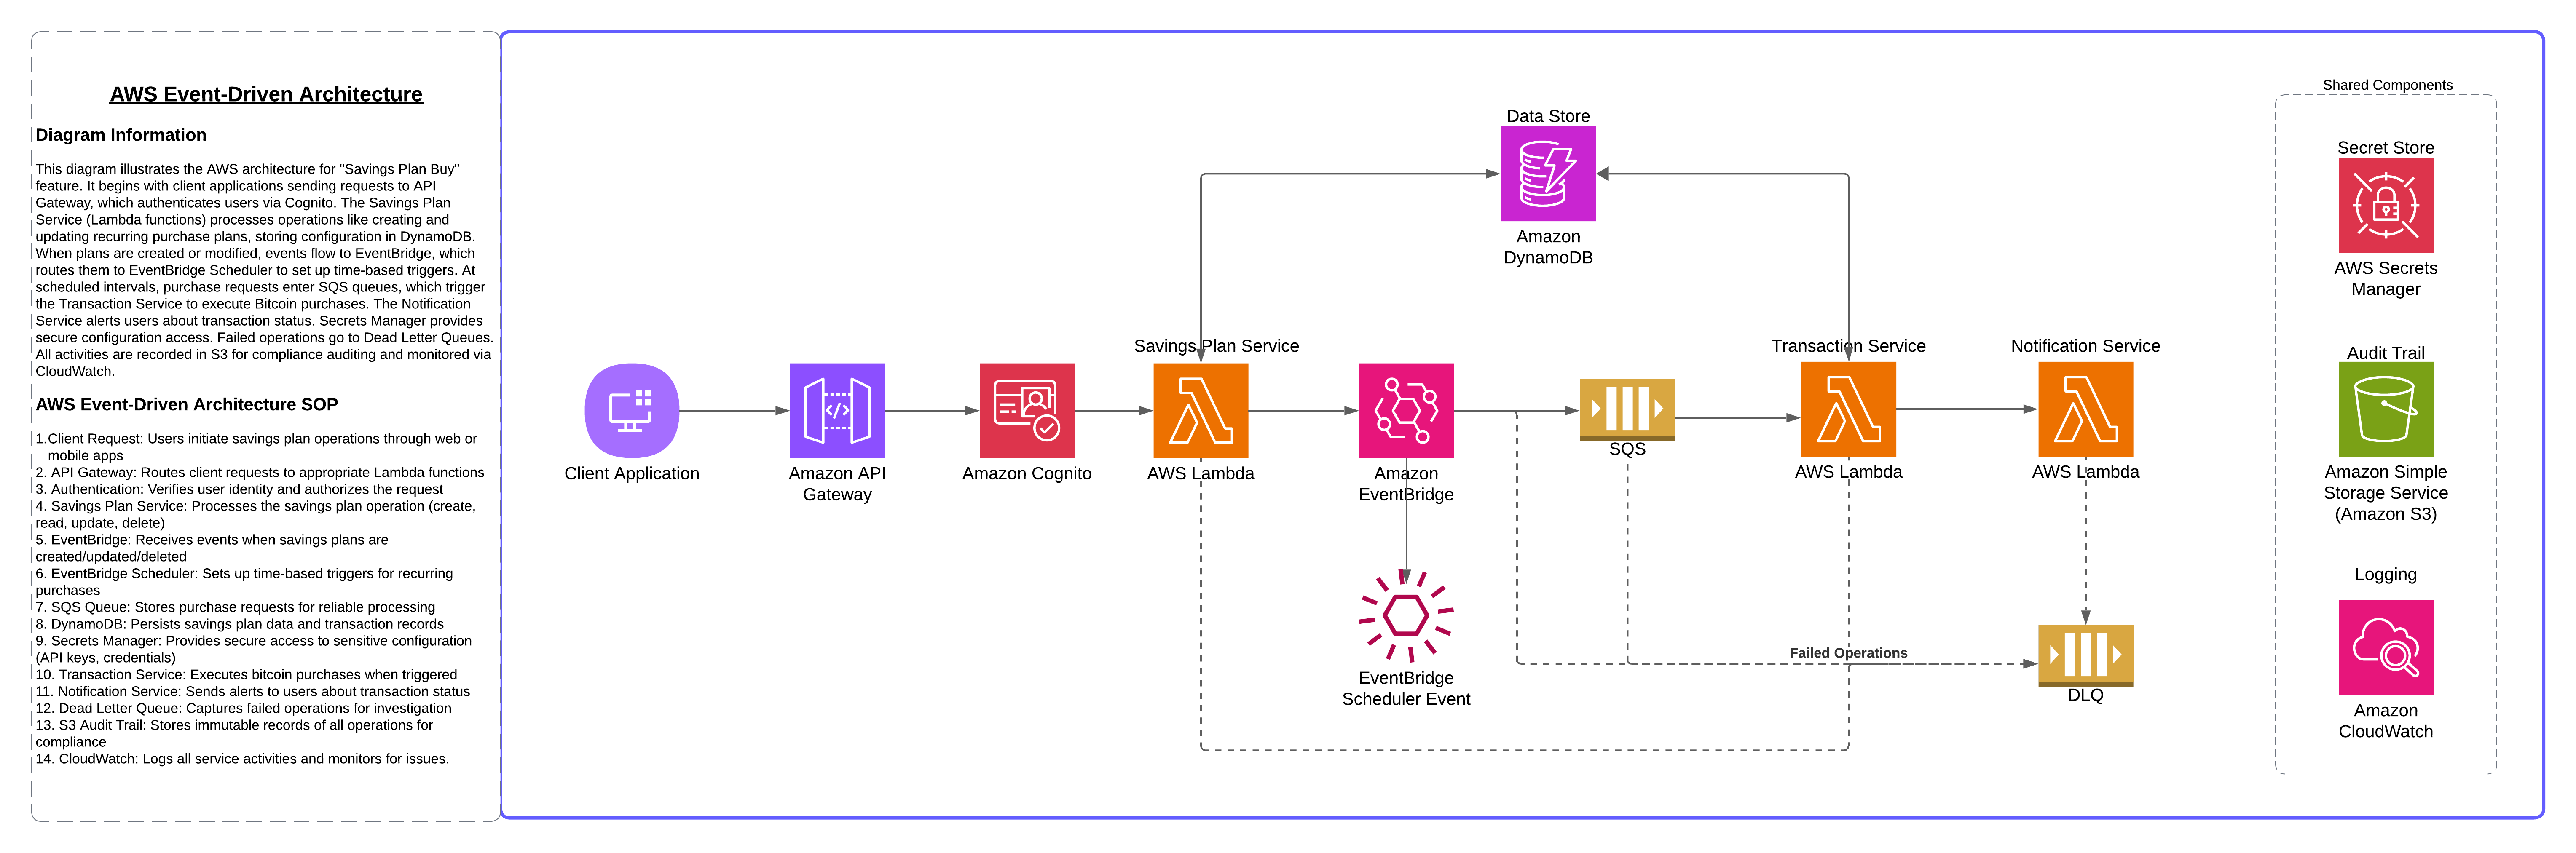 AWS Event-Driven Architecture
Diagram Information
This diagram illustrates the AWS architecture for "Savings Plan Buy"
feature. It begins with client applications sending requests to API
Gateway, which authenticates users via Cognito. The Savings Plan
Service (Lambda functions) processes operations like creating and
updating recurring purchase plans, storing configuration in DynamoDB.
When plans are created or modified, events flow to EventBridge, which
routes them to EventBridge Scheduler to set up time-based triggers. At
scheduled intervals, purchase requests enter SQS queues, which trigger
the Transaction Service to execute Bitcoin purchases. The Notification
Service alerts users about transaction status. Secrets Manager provides
secure configuration access. Failed operations go to Dead Letter Queues.
All activities are recorded in S3 for compliance auditing and monitored via
CloudWatch.
AWS Event-Driven Architecture SOP
1.Client Request: Users initiate savings plan operations through web or
mobile apps
2. API Gateway: Routes client requests to appropriate Lambda functions
3. Authentication: Verifies user identity and authorizes the request
4. Savings Plan Service: Processes the savings plan operation (create,
read, update, delete)
5. EventBridge: Receives events when savings plans are
created/updated/deleted
6. EventBridge Scheduler: Sets up time-based triggers for recurring
purchases
7. SQS Queue: Stores purchase requests for reliable processing
8. DynamoDB: Persists savings plan data and transaction records
9. Secrets Manager: Provides secure access to sensitive configuration
(API keys, credentials)
10. Transaction Service: Executes bitcoin purchases when triggered
11. Notification Service: Sends alerts to users about transaction status
12. Dead Letter Queue: Captures failed operations for investigation
13. S3 Audit Trail: Stores immutable records of all operations for
compliance
14. CloudWatch: Logs all service activities and monitors for issues.
Client Application
Amazon API
Gateway
Amazon Cognito
Savings Plan Service
AWS Lambda
Data Store
Amazon
DynamoDB
Amazon
EventBridge
EventBridge
Scheduler Event
SQS
Transaction Service
AWS Lambda
Notification Service
AWS Lambda
Failed Operations
DLQ
Shared Components
Secret Store
AWS Secrets
Manager
Audit Trail
Amazon Simple
Storage Service
(Amazon S3)
Logging
Amazon
CloudWatch